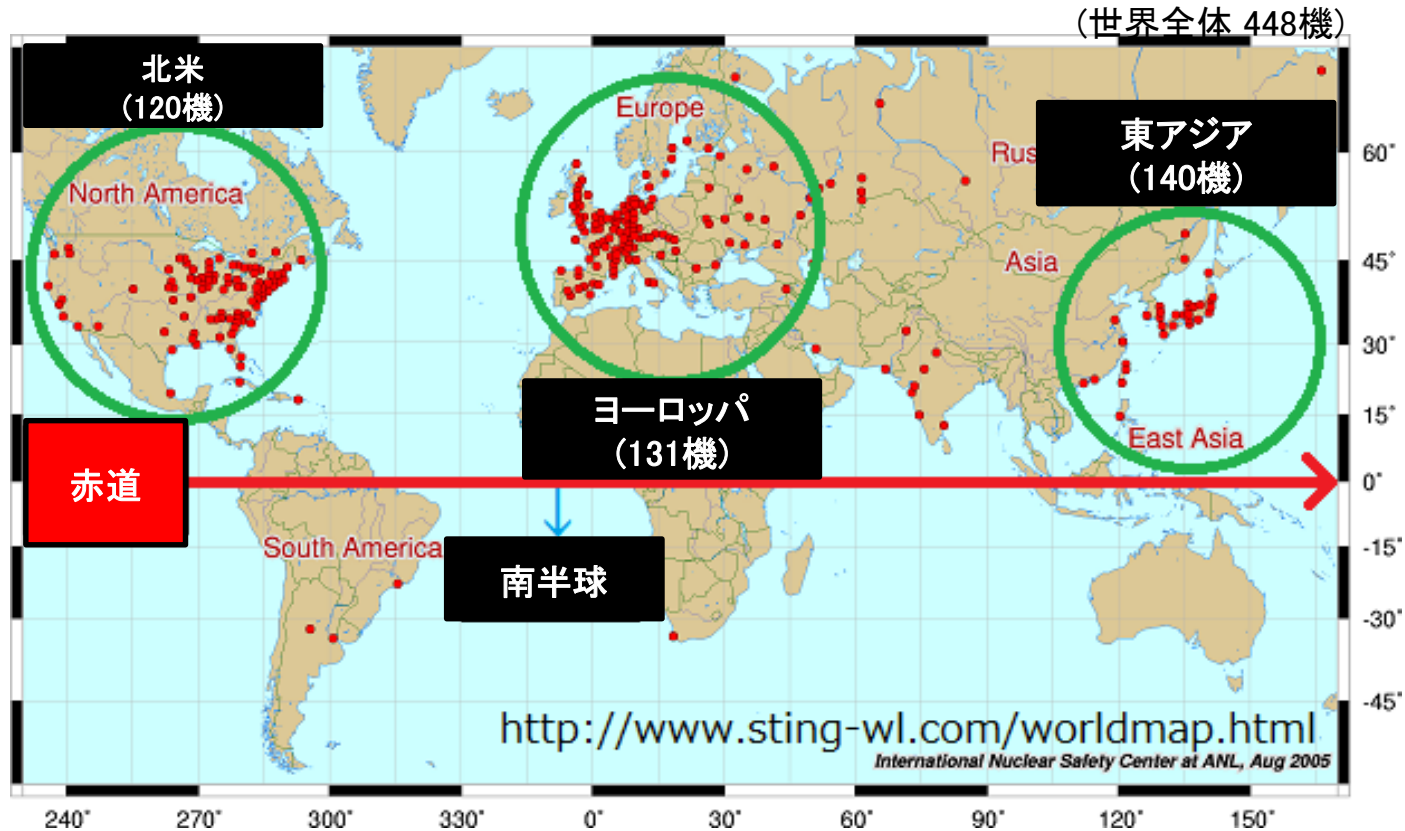 (世界全体 448機)
北米
(120機)
Europe
東アジア
(140機)
Rus
North America
Asia
ヨーロッパ
(131機)
East Asia
赤道
South America
南半球
http://www.sting-wl.com/worldmap.html
International Nuclear Safety Center at ANL, Aug 2005
60°
45°
30°
15°
0°
-15°
-30°
-45°
240° 270° 300° 330° 0° 30° 60° 90° 120° 150°